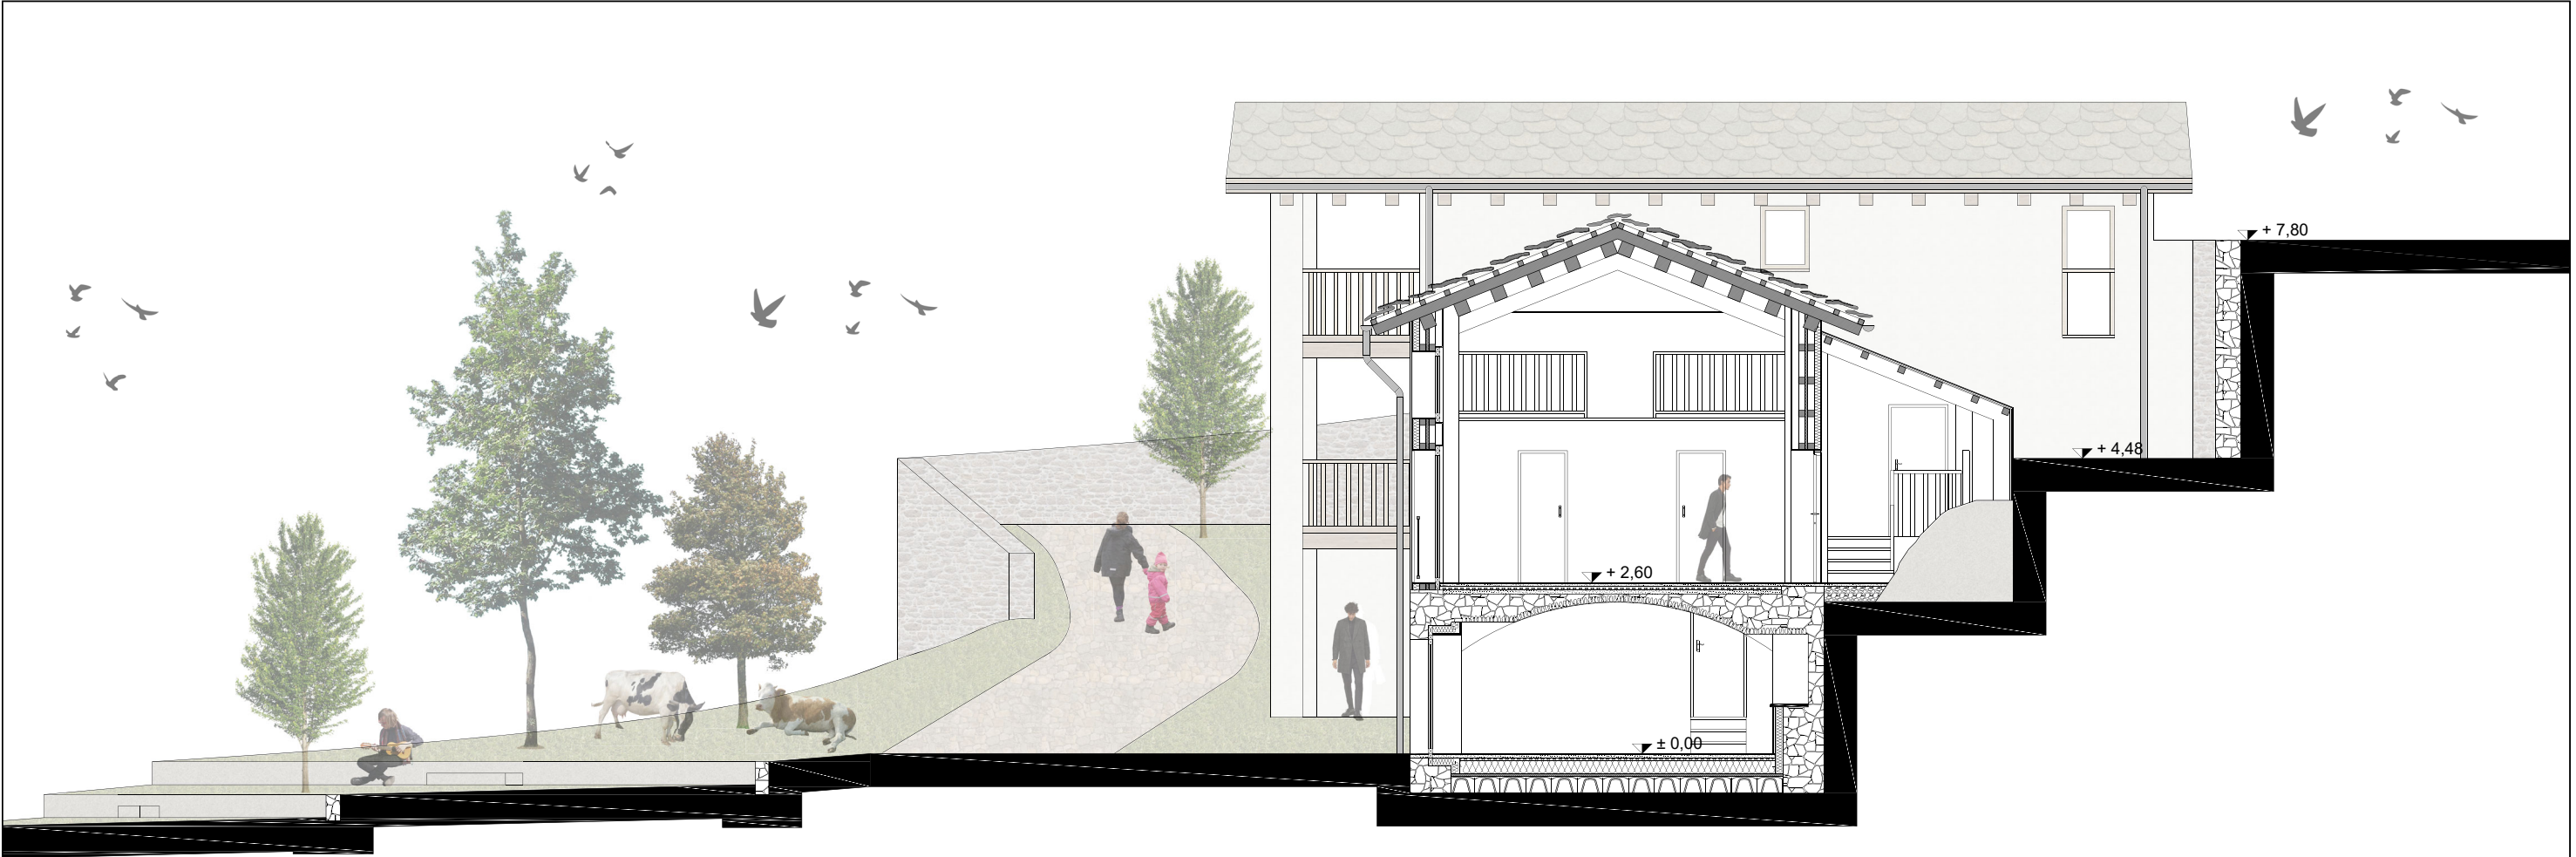 + 7,80
+ 4,48
+ 2,60
± 0,00